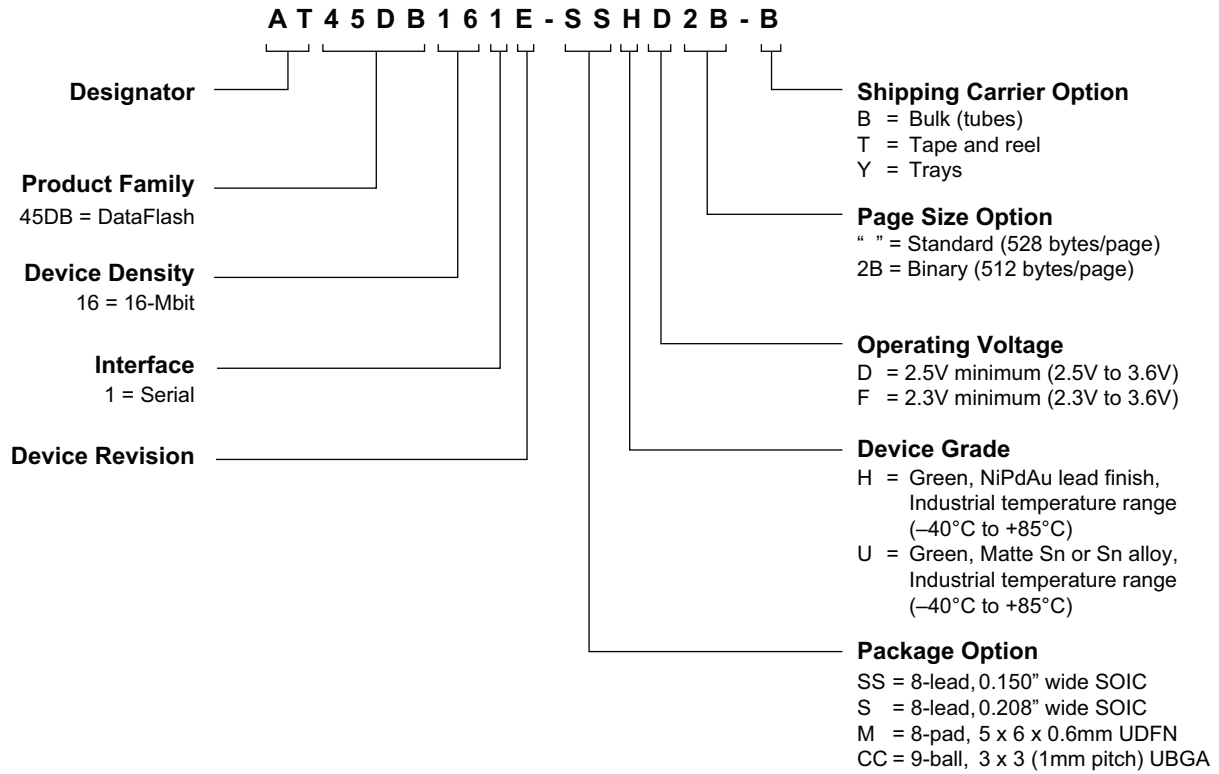 A T 4 5 D B 1 6 1 E - S S H D 2 B - B
Designator
Product Family
45DB = DataFlash
Device Density
16 = 16-Mbit
Interface
1 = Serial
Device Revision
Shipping Carrier Option
B = Bulk (tubes)
T = Tape and reel
Y = Trays
Page Size Option
“ ” = Standard (528 bytes/page)
2B = Binary (512 bytes/page)
Operating Voltage
D = 2.5V minimum (2.5V to 3.6V)
F = 2.3V minimum (2.3V to 3.6V)
Device Grade
H = Green, NiPdAu lead finish,
Industrial temperature range
(–40°C to +85°C)
U = Green, Matte Sn or Sn alloy,
Industrial temperature range
(–40°C to +85°C)
Package Option
SS = 8-lead, 0.150” wide SOIC
S = 8-lead, 0.208” wide SOIC
M = 8-pad, 5 x 6 x 0.6mm UDFN
CC = 9-ball, 3 x 3 (1mm pitch) UBGA